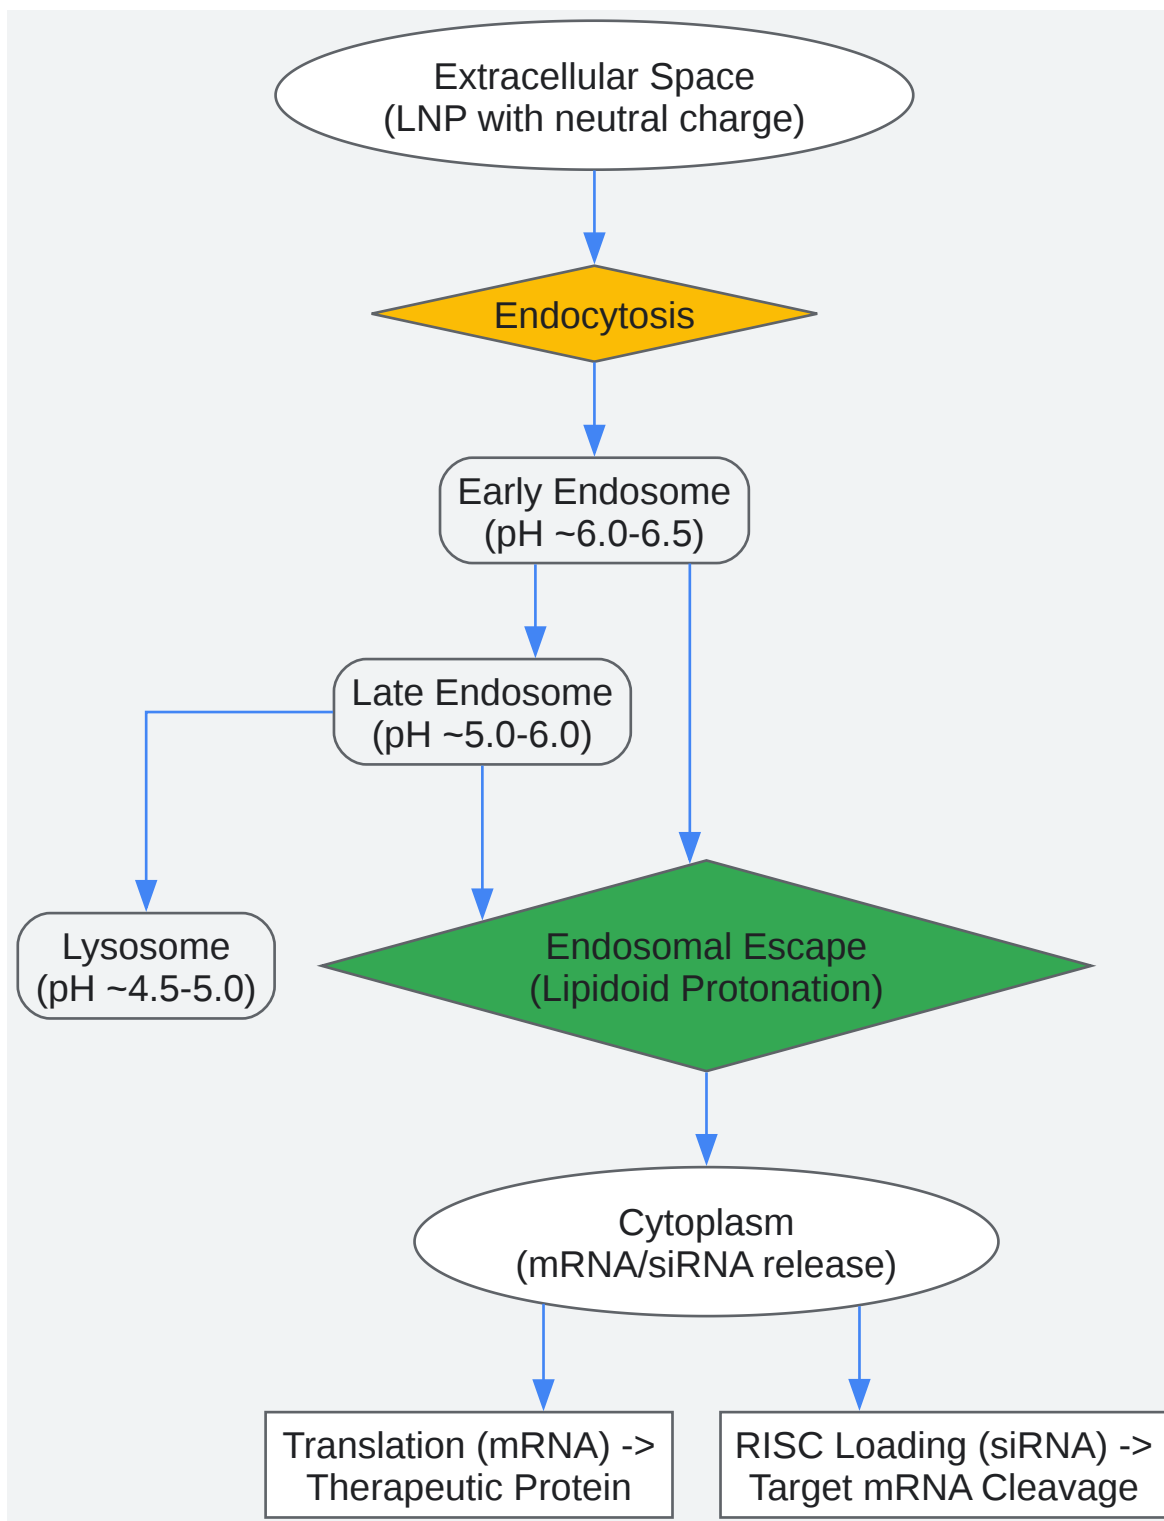 Extracellular Space
(LNP with neutral charge)
Endocytosis
Early Endosome
(pH ~6.0-6.5)
Late Endosome
(pH ~5.0-6.0)
Lysosome
(pH ~4.5-5.0)
Endosomal Escape
(Lipidoid Protonation)
Cytoplasm
(mRNA/siRNA release)
Translation (mRNA) ->
Therapeutic Protein
RISC Loading (siRNA) ->
Target mRNA Cleavage